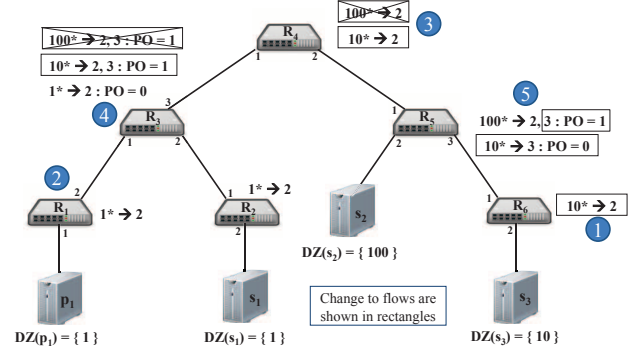 100* → 2
10* → 2
3
R4
1
2
100* → 2, 3 : PO = 1
10* → 2, 3 : PO = 1
1* → 2 : PO = 0
4
3
R3
1
2
5
100* → 2, 3 : PO = 1
10* → 3 : PO = 0
1
R5
2
3
2
2
R1
1
1* → 2
1* → 2
1
R2
2
s2
DZ(s2) = { 100 }
1
R6
2
10* → 2
1
p1
DZ(p1) = { 1 }
s1
DZ(s1) = { 1 }
Change to flows are
shown in rectangles
s3
DZ(s3) = { 10 }